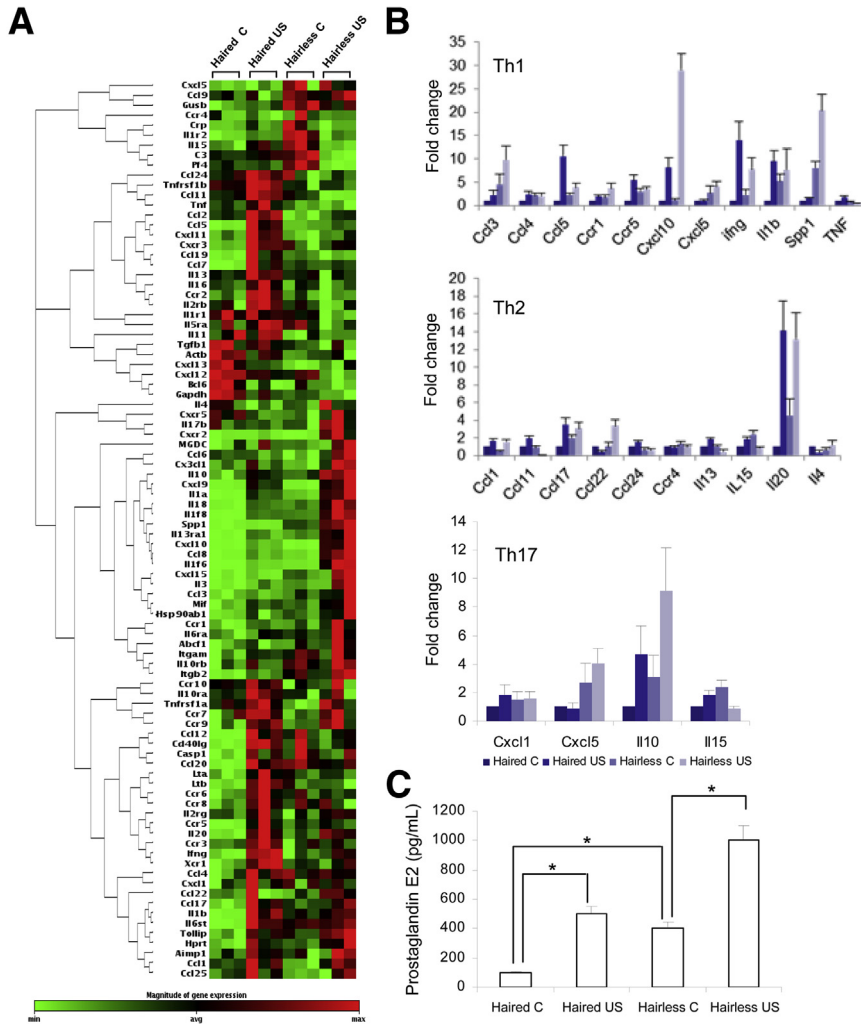 A
Haired C
Haired US
Hairless C
Hairless US
Cxcl5
Ccl9
Gusb
Ccr4
Crp
Il1r2
Il15
C3
Pf4
Ccl24
Tnfrsf1b
Ccl11
Tnf
Ccl2
Ccl5
Cxcl11
Cxcr3
Ccl19
Ccl7
Il13
Il16
Ccr2
Il2rb
Il1r1
Il5ra
Il11
Tgfb1
Actb
Cxcl13
Cxcl12
Bcl6
Gapdh
Il4
Cxcr5
Il17b
Cxcr2
MGDC
Ccl6
Cx3cl1
Il10
Cxcl9
Il1a
Il18
Il1f8
Spp1
Il13ra1
Cxcl10
Ccl8
Il1f6
Cxcl15
Il3
Ccl3
Mif
Hsp90ab1
Ccr1
Il6ra
Abcf1
Itgam
Il10rb
Itgb2
Ccr10
Il10ra
Tnfrsf1a
Ccr7
Ccr9
Ccl12
Cd40lg
Casp1
Ccl20
Lta
Ltb
Ccr6
Ccr8
Il2rg
Ccr5
Il20
Ccr3
Ifng
Xcr1
Ccl4
Cxcl1
Ccl22
Ccl17
Il1b
Il6st
Tollip
Hprt
Aimp1
Ccl1
Ccl25
Magnitude of gene expression
min avg max
B
Th1
Fold change
35
30
25
20
15
10
5
0
Ccl3 Ccl4 Ccl5 Ccr1 Ccr5 Cxcl10 Cxcl5 ifng Il1b Spp1 TNF
Th2
Fold change
20
18
16
14
12
10
8
6
4
2
0
Ccl1 Ccl11 Ccl17 Ccl22 Ccl24 Ccr4 Il13 IL15 Il20 Il4
Th17
Fold change
14
12
10
8
6
4
2
0
Cxcl1 Cxcl5 Il10 Il15
Haired C Haired US Hairless C Hairless US
C
Prostaglandin E2 (pg/mL)
1200
1000
800
600
400
200
0
* * *
Haired C Haired US Hairless C Hairless US